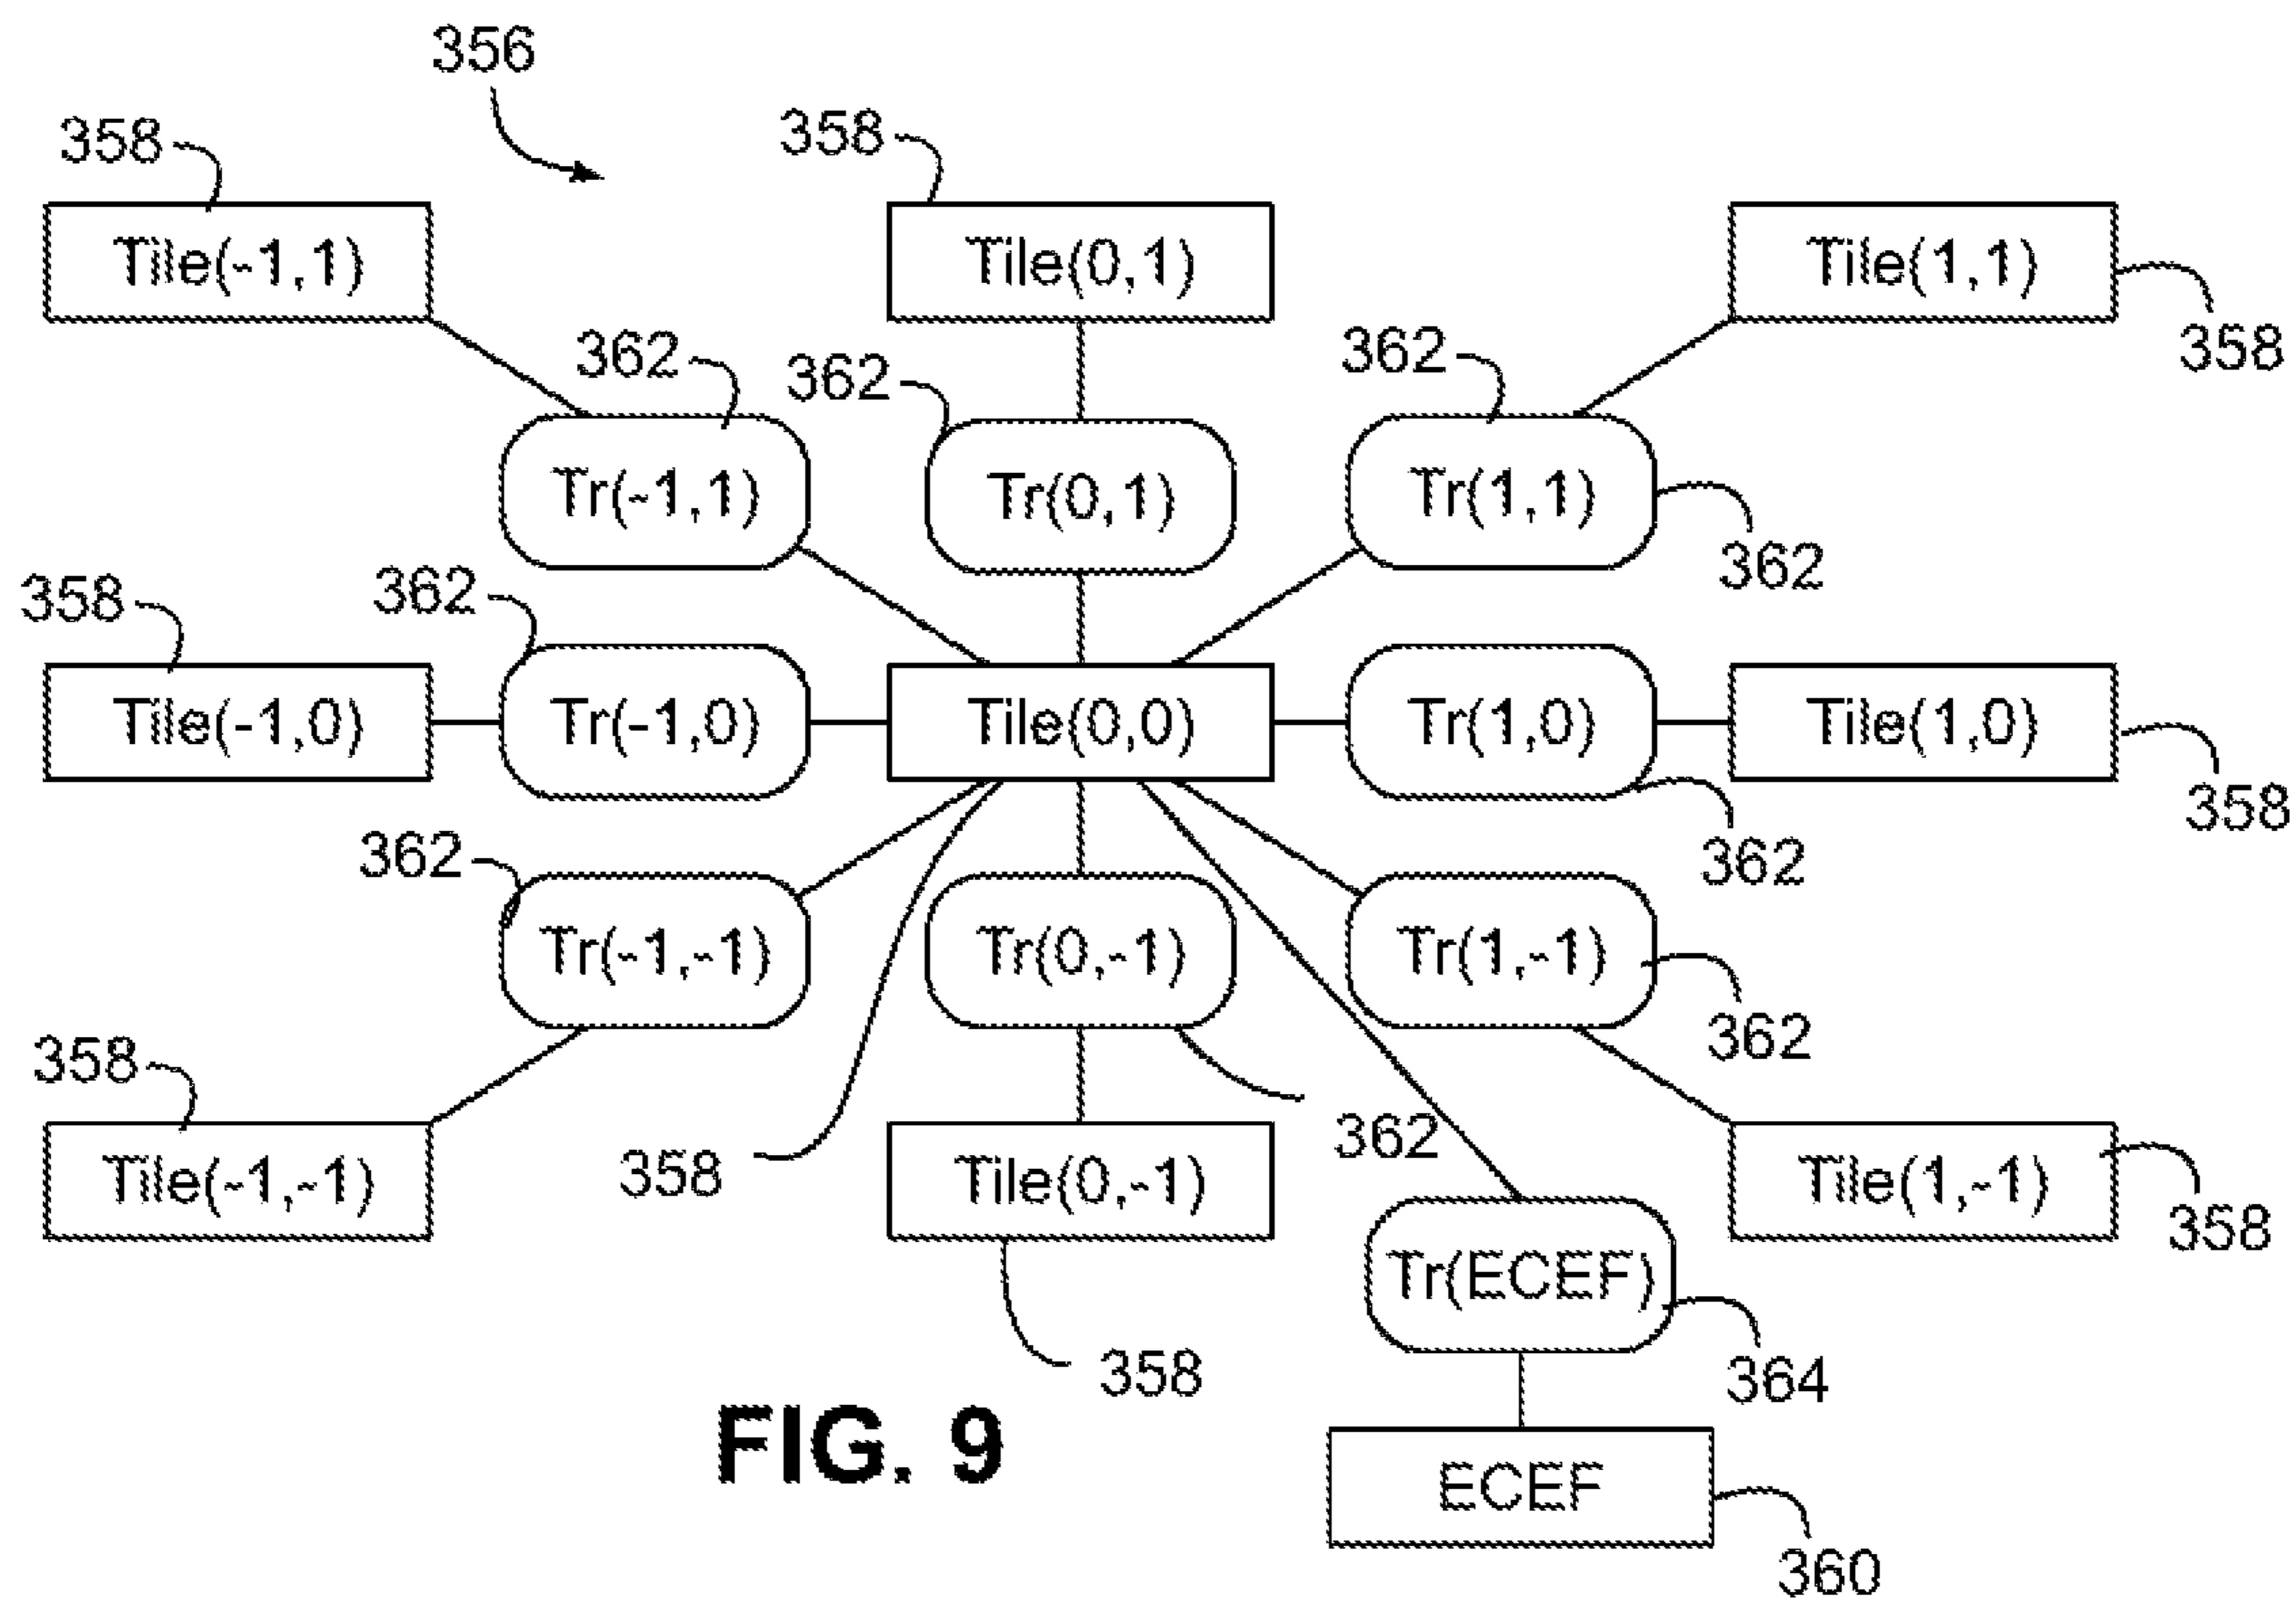 356
358
358
Tile(-1,1)
Tile(0,1)
Tile(1,1)
358
362
362
362
Tr(-1,1)
Tr(0,1)
Tr(1,1)
362
358
362
Tile(-1,0)
Tr(-1,0)
Tile(0,0)
Tr(1,0)
Tile(1,0)
358
362
362
Tr(-1,-1)
Tr(0,-1)
Tr(1,-1)
362
358
358
362
Tile(-1,-1)
Tile(0,-1)
Tile(1,-1)
358
Tr(ECEF)
358
364
FIG. 9
ECEF
360